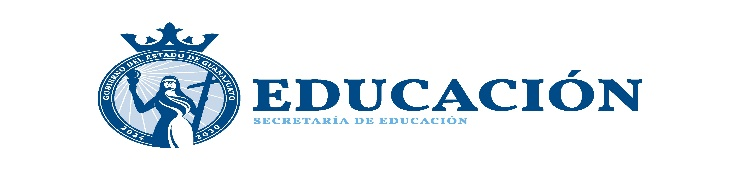 GOBIERNO DEL ESTADO DE GUANAJUATO
2024 2030
EDUCACIÓN
SECRETARÍA DE EDUCACIÓN